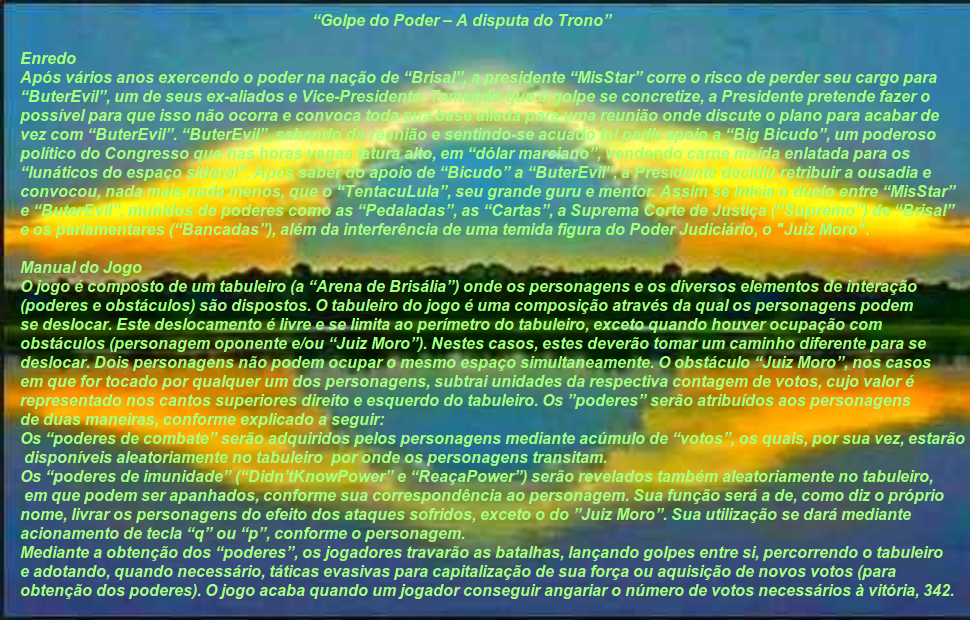 “Golpe do Poder – A disputa do Trono”
Enredo
Após vários anos exercendo o poder na nação de “Brisal”, a presidente “MisStar” corre o risco de perder seu cargo para
“ButerEvil”, um de seus ex-aliados e Vice-Presidente. Temendo que o golpe se concretize, a Presidente pretende fazer o
possível para que isso não ocorra e convoca toda sua base aliada para uma reunião onde discute o plano para acabar de
vez com “ButerEvil”. “ButerEvil”, sabendo da reunião e sentindo-se acuado foi pedir apoio a “Big Bicudo”, um poderoso
político do Congresso que nas horas vagas fatura alto, em “dólar marciano”, vendendo carne moída enlatada para os
“lunáticos do espaço sideral”. Após saber do apoio de “Bicudo” a “ButerEvil”, a Presidente decidiu retribuir a ousadia e
convocou, nada mais nada menos, que o “TentacuLula”, seu grande guru e mentor. Assim se inicia o duelo entre “MisStar”
e “ButerEvil”, munidos de poderes como as “Pedaladas”, as “Cartas”, a Suprema Corte de Justiça (“Supremo”) de “Brisal”
e os parlamentares (“Bancadas”), além da interferência de uma temida figura do Poder Judiciário, o "Juiz Moro".
Manual do Jogo
O jogo é composto de um tabuleiro (a “Arena de Brisália”) onde os personagens e os diversos elementos de interação
(poderes e obstáculos) são dispostos. O tabuleiro do jogo é uma composição através da qual os personagens podem
se deslocar. Este deslocamento é livre e se limita ao perímetro do tabuleiro, exceto quando houver ocupação com
obstáculos (personagem oponente e/ou “Juiz Moro”). Nestes casos, estes deverão tomar um caminho diferente para se
deslocar. Dois personagens não podem ocupar o mesmo espaço simultaneamente. O obstáculo “Juiz Moro”, nos casos
em que for tocado por qualquer um dos personagens, subtrai unidades da respectiva contagem de votos, cujo valor é
representado nos cantos superiores direito e esquerdo do tabuleiro. Os ”poderes” serão atribuídos aos personagens
de duas maneiras, conforme explicado a seguir:
Os “poderes de combate” serão adquiridos pelos personagens mediante acúmulo de “votos”, os quais, por sua vez, estarão
disponíveis aleatoriamente no tabuleiro por onde os personagens transitam.
Os “poderes de imunidade” (“Didn’tKnowPower” e “ReaçaPower”) serão revelados também aleatoriamente no tabuleiro,
em que podem ser apanhados, conforme sua correspondência ao personagem. Sua função será a de, como diz o próprio
nome, livrar os personagens do efeito dos ataques sofridos, exceto o do ”Juiz Moro”. Sua utilização se dará mediante
acionamento de tecla “q” ou “p”, conforme o personagem.
Mediante a obtenção dos “poderes”, os jogadores travarão as batalhas, lançando golpes entre si, percorrendo o tabuleiro
e adotando, quando necessário, táticas evasivas para capitalização de sua força ou aquisição de novos votos (para
obtenção dos poderes). O jogo acaba quando um jogador conseguir angariar o número de votos necessários à vitória, 342.